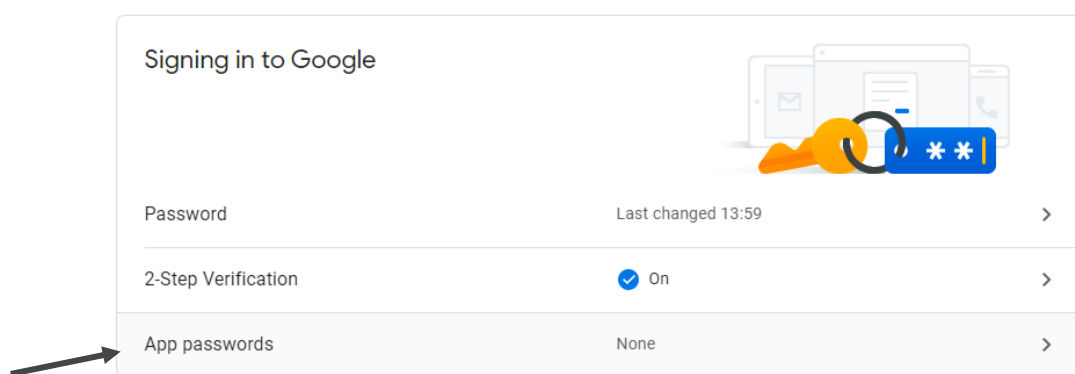 Signing in to Google
**
Password Last changed 13:59
2-Step Verification On
App passwords None